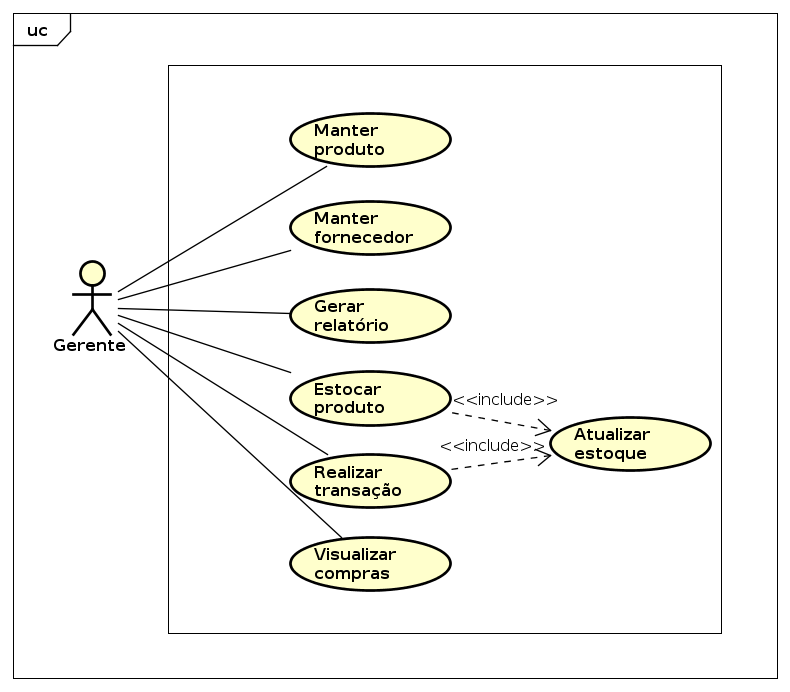 uc
Manter
produto
Manter
fornecedor
Gerar
relatório
Gerente
Estocar
produto
<<include>>
Atualizar
estoque
<<include>>
Realizar
transação
Visualizar
compras